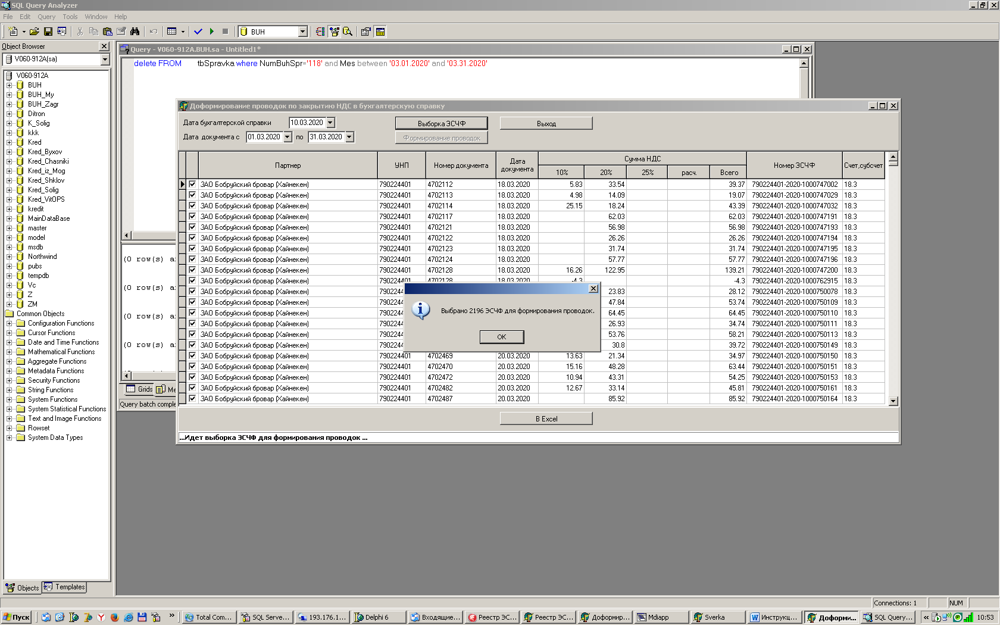 SQL Query Analyzer
File Edit Query Tools Window Help
BUH
Object Browser
V060-912A(sa)
V060-912A
BUH
BUH_My
BUH_Zagr
Ditron
K_Solig
kkk
Kred
Kred_Byxov
Kred_Chasniki
Kred_iz_Mog
Kred_Shklov
Kred_Solig
Kred_VitOPS
kredit
MainDataBase
master
model
msdb
Northwind
pubs
tempdb
Vc
Z
ZM
Common Objects
Configuration Functions
Cursor Functions
Date and Time Functions
Mathematical Functions
Aggregate Functions
Metadata Functions
Security Functions
String Functions
System Functions
System Statistical Functions
Text and Image Functions
Rowset
System Data Types
Objects Templates
Query - V060-912A.BUH.sa - Untitled1*
delete FROM tbSpravka where NumBuhSpr='118' and Mes between '03.01.2020' and '03.31.2020'
(0 row(s) a
(0 row(s) a
(0 row(s) a
(0 row(s) a
Grids Me
Query batch comple
Доформирование проводок по закрытию НДС в бухгалтерскую справку
Дата бухгалтерской справки 10.03.2020 Выборка ЭСЧФ Выход
Дата документа с 01.03.2020 по 31.03.2020 Формирование проводок
Партнер УНП Номер документа Дата документа Сумма НДС Номер ЭСЧФ Счет,субсчет
10% 20% 25% расч. Всего
ЗАО Бобруйский бровар (Хайнекен) 790224401 4702112 18.03.2020 5.83 33.54 39.37 790224401-2020-1000747002 18.3
ЗАО Бобруйский бровар (Хайнекен) 790224401 4702113 18.03.2020 4.98 14.09 19.07 790224401-2020-1000747029 18.3
ЗАО Бобруйский бровар (Хайнекен) 790224401 4702114 18.03.2020 25.15 18.24 43.39 790224401-2020-1000747032 18.3
ЗАО Бобруйский бровар (Хайнекен) 790224401 4702117 18.03.2020 62.03 62.03 790224401-2020-1000747191 18.3
ЗАО Бобруйский бровар (Хайнекен) 790224401 4702121 18.03.2020 56.98 56.98 790224401-2020-1000747193 18.3
ЗАО Бобруйский бровар (Хайнекен) 790224401 4702122 18.03.2020 26.26 26.26 790224401-2020-1000747194 18.3
ЗАО Бобруйский бровар (Хайнекен) 790224401 4702123 18.03.2020 31.74 31.74 790224401-2020-1000747195 18.3
ЗАО Бобруйский бровар (Хайнекен) 790224401 4702124 18.03.2020 57.77 57.77 790224401-2020-1000747196 18.3
ЗАО Бобруйский бровар (Хайнекен) 790224401 4702128 18.03.2020 16.26 122.95 139.21 790224401-2020-1000747200 18.3
ЗАО Бобруйский бровар (Хайнекен) 790224401 4702128 18.03.2020 -4.3 -4.3 790224401-2020-1000762915 18.3
ЗАО Бобруйский бровар (Хайнекен) 790224 23.83 28.12 790224401-2020-1000750078 18.3
ЗАО Бобруйский бровар (Хайнекен) 790224 47.84 53.74 790224401-2020-1000750109 18.3
ЗАО Бобруйский бровар (Хайнекен) 790224 64.45 64.45 790224401-2020-1000750110 18.3
ЗАО Бобруйский бровар (Хайнекен) 790224 26.93 34.74 790224401-2020-1000750111 18.3
ЗАО Бобруйский бровар (Хайнекен) 790224 53.76 58.21 790224401-2020-1000750113 18.3
ЗАО Бобруйский бровар (Хайнекен) 790224 30.8 39.72 790224401-2020-1000750149 18.3
ЗАО Бобруйский бровар (Хайнекен) 790224401 4702469 20.03.2020 13.63 21.34 34.97 790224401-2020-1000750150 18.3
ЗАО Бобруйский бровар (Хайнекен) 790224401 4702470 20.03.2020 15.16 48.28 63.44 790224401-2020-1000750151 18.3
ЗАО Бобруйский бровар (Хайнекен) 790224401 4702472 20.03.2020 10.94 43.31 54.25 790224401-2020-1000750153 18.3
ЗАО Бобруйский бровар (Хайнекен) 790224401 4702482 20.03.2020 12.67 33.14 45.81 790224401-2020-1000750161 18.3
ЗАО Бобруйский бровар (Хайнекен) 790224401 4702487 20.03.2020 85.92 85.92 790224401-2020-1000750164 18.3
Выбрано 2196 ЭСЧФ для формирования проводок.
OK
В Excel
...Идет выборка ЭСЧФ для формирования проводок ...
Connections: 1 NUM
Пуск » Total Com... SQL Serve... 193.176.1... Delphi 6 Входящие... Реестр ЭС... Реестр ЭС... Доформир... Mdiapp Sverka Инструкц... Доформи... SQL Query... « 10:53